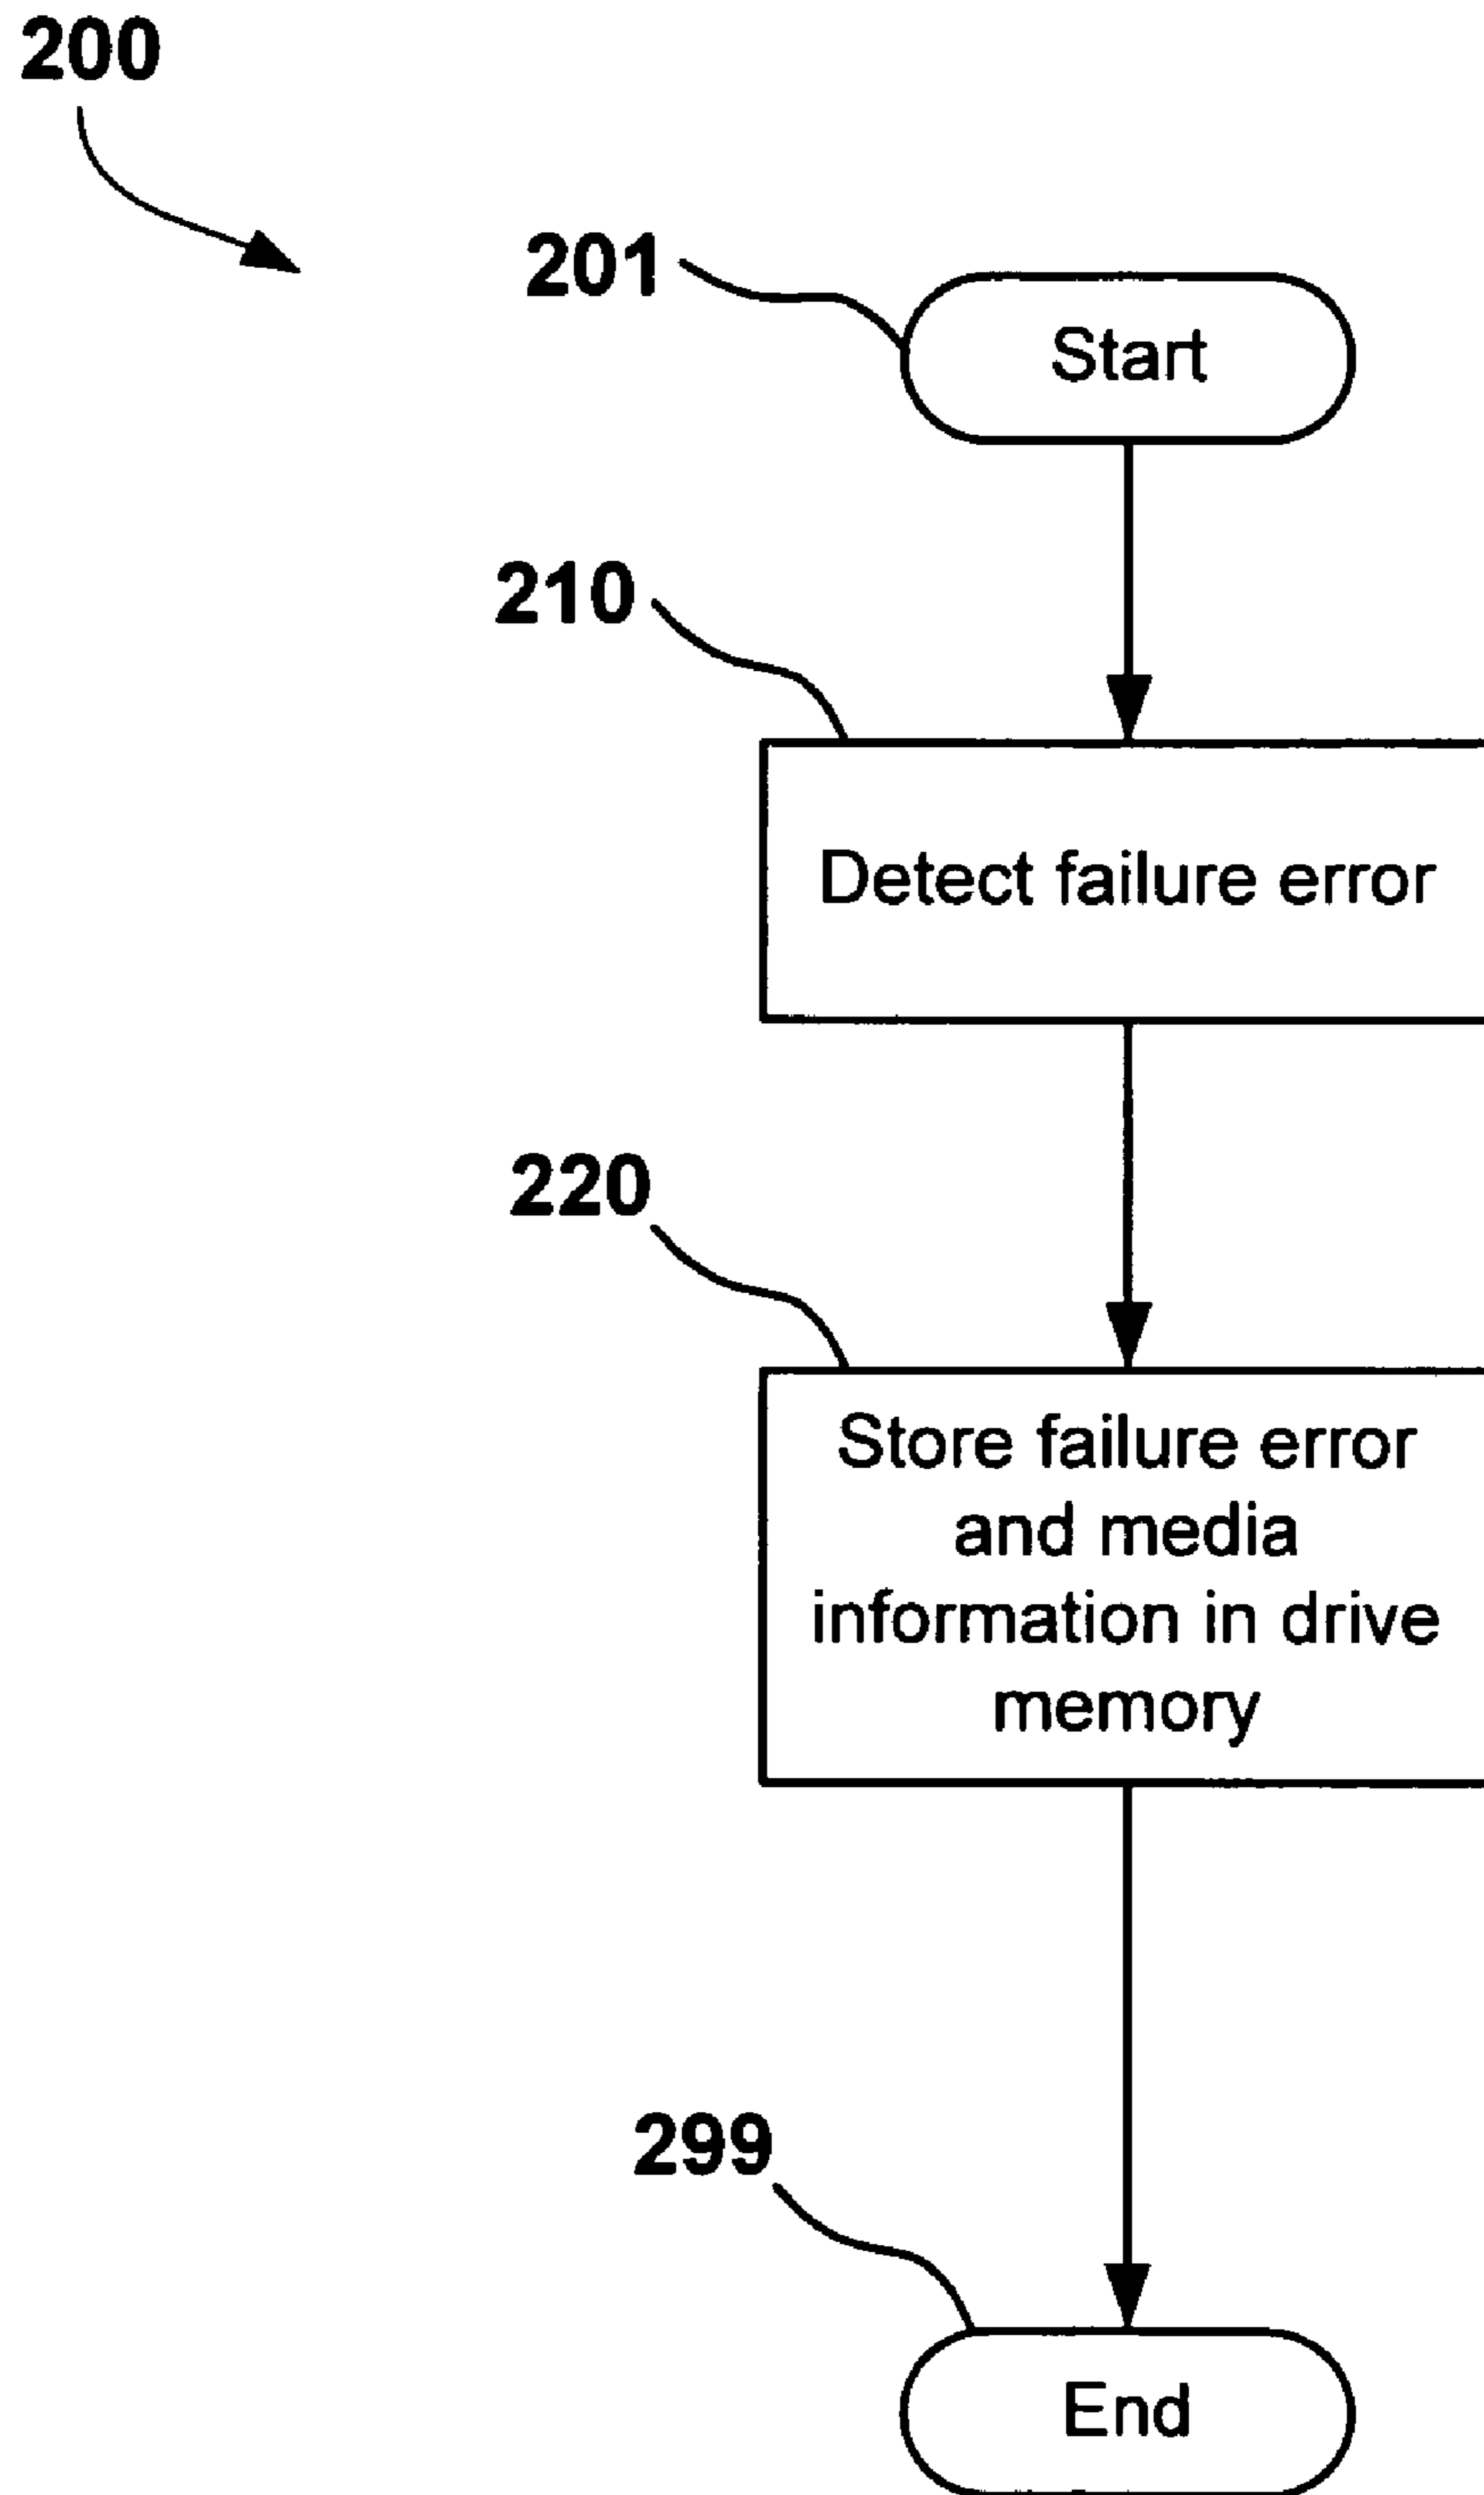 200
201
Start
210
Detect failure error
220
Store failure error
and media
information in drive
memory
299
End